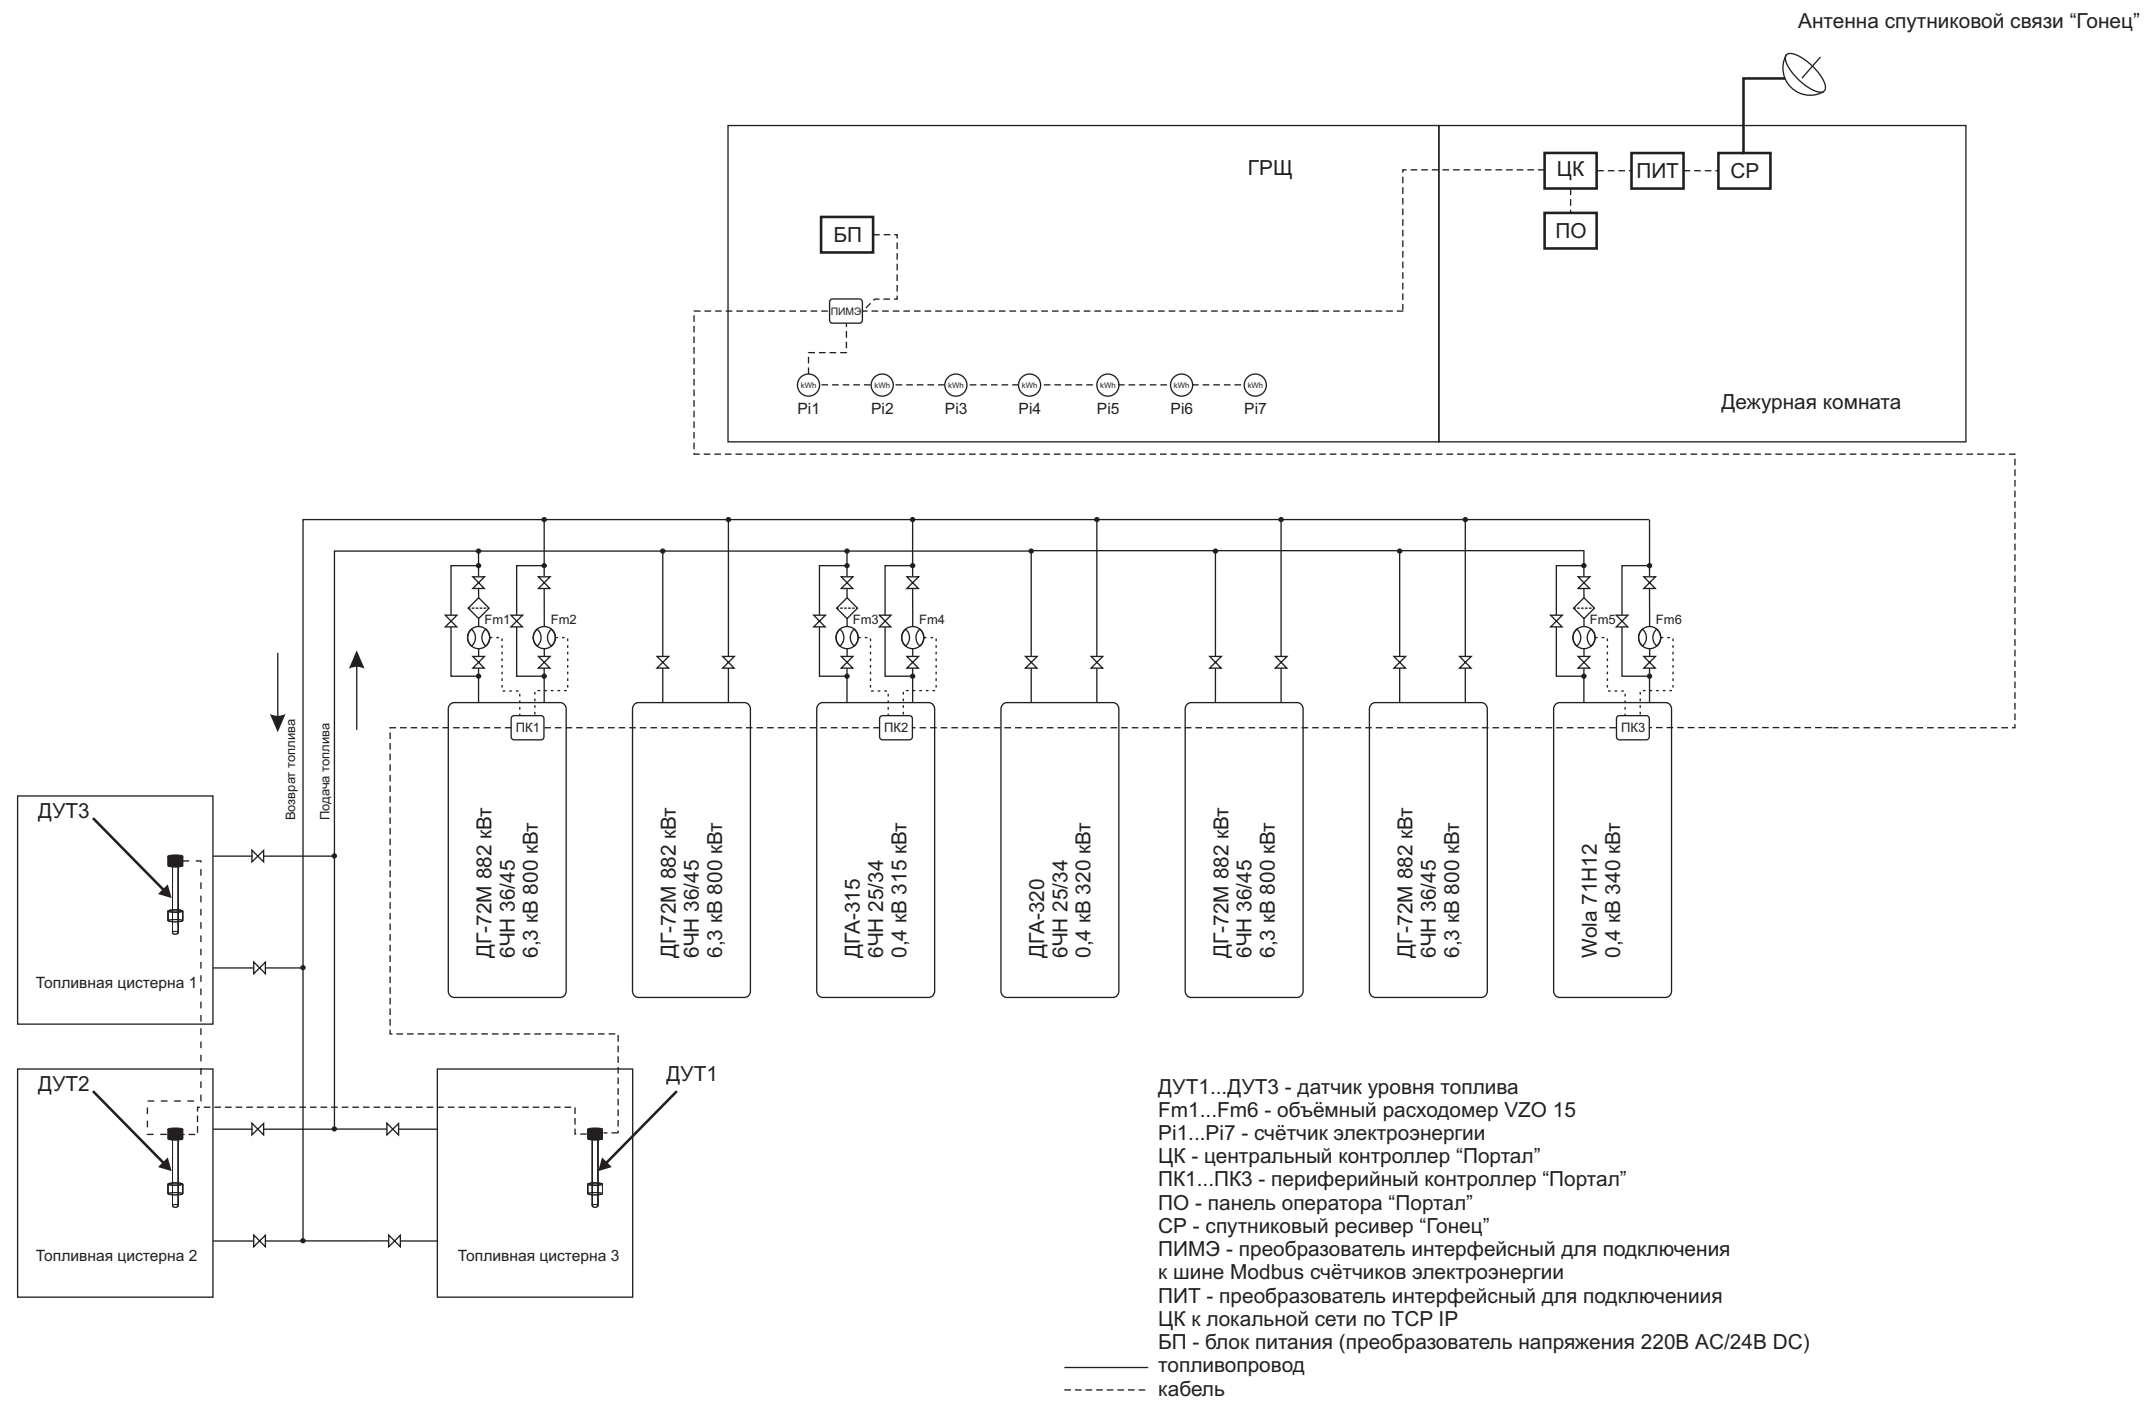 Антенна спутниковой связи “Гонец”
ГРЩ
ЦК
ПИТ
СР
БП
ПО
ПИМЭ
kWh
kWh
kWh
kWh
kWh
kWh
kWh
Pi1
Pi2
Pi3
Pi4
Pi5
Pi6
Pi7
Дежурная комната
Fm1
Fm2
Fm3
Fm4
Fm5
Fm6
Возврат топлива
Подача топлива
ПК1
ПК2
ПК3
ДГ-72М 882 кВт
6ЧН 36/45
6,3 кВ 800 кВт
ДГ-72М 882 кВт
6ЧН 36/45
6,3 кВ 800 кВт
ДГА-315
6ЧН 25/34
0,4 кВ 315 кВт
ДГА-320
6ЧН 25/34
0,4 кВ 320 кВт
ДГ-72М 882 кВт
6ЧН 36/45
6,3 кВ 800 кВт
ДГ-72М 882 кВт
6ЧН 36/45
6,3 кВ 800 кВт
Wola 71H12
0,4 кВ 340 кВт
ДУТ3
Топливная цистерна 1
ДУТ2
Топливная цистерна 2
ДУТ1
Топливная цистерна 3
ДУТ1...ДУТ3 - датчик уровня топлива
Fm1...Fm6 - объёмный расходомер VZO 15
Pi1...Pi7 - счётчик электроэнергии
ЦК - центральный контроллер “Портал”
ПК1...ПК3 - периферийный контроллер “Портал”
ПО - панель оператора “Портал”
СР - спутниковый ресивер “Гонец”
ПИМЭ - преобразователь интерфейсный для подключения
к шине Modbus счётчиков электроэнергии
ПИТ - преобразователь интерфейсный для подключениия
ЦК к локальной сети по TCP IP
БП - блок питания (преобразователь напряжения 220В AC/24В DC)
топливопровод
кабель